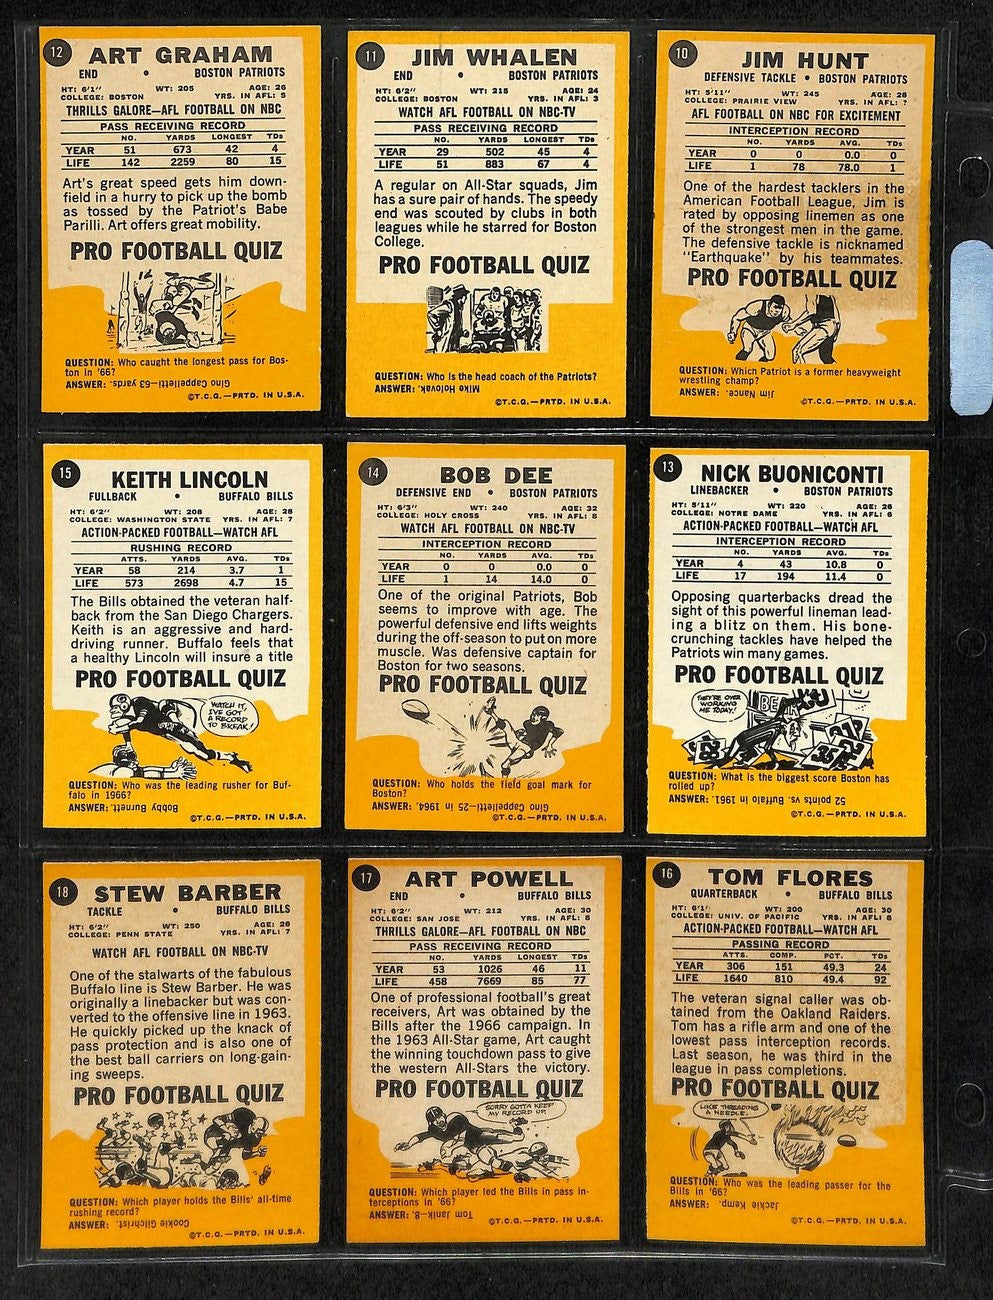 12
ART GRAHAM
END • BOSTON PATRIOTS
HT: 6'1" WT: 205 AGE: 26
COLLEGE: BOSTON YRS. IN AFL: 5
THRILLS GALORE—AFL FOOTBALL ON NBC
PASS RECEIVING RECORD
NO. YARDS LONGEST TDs
YEAR 51 673 42 4
LIFE 142 2259 80 15
Art's great speed gets him down-
field in a hurry to pick up the bomb
as tossed by the Patriot's Babe
Parilli. Art offers great mobility.
PRO FOOTBALL QUIZ
QUESTION: Who caught the longest pass for Bos-
ton in '66?
ANSWER: Gino Cappelletti—63 yards.
©T.C.G.—PRTD. IN U.S.A.
11
JIM WHALEN
END • BOSTON PATRIOTS
HT: 6'2" WT: 215 AGE: 24
COLLEGE: BOSTON YRS. IN AFL: 3
WATCH AFL FOOTBALL ON NBC-TV
PASS RECEIVING RECORD
NO. YARDS LONGEST TDs
YEAR 29 502 45 4
LIFE 51 883 67 4
A regular on All-Star squads, Jim
has a sure pair of hands. The speedy
end was scouted by clubs in both
leagues while he starred for Boston
College.
PRO FOOTBALL QUIZ
QUESTION: Who is the head coach of the Patriots?
ANSWER: Mike Holovak.
©T.C.G.—PRTD. IN U.S.A.
10
JIM HUNT
DEFENSIVE TACKLE • BOSTON PATRIOTS
HT: 5'11" WT: 245 AGE: 28
COLLEGE: PRAIRIE VIEW YRS. IN AFL: 7
AFL FOOTBALL ON NBC FOR EXCITEMENT
INTERCEPTION RECORD
NO. YARDS AVG. TDs
YEAR 0 0 0.0 0
LIFE 1 78 78.0 1
One of the hardest tacklers in the
American Football League, Jim is
rated by opposing linemen as one
of the strongest men in the game.
The defensive tackle is nicknamed
"Earthquake" by his teammates.
PRO FOOTBALL QUIZ
QUESTION: Which Patriot is a former heavyweight
wrestling champ?
ANSWER: Jim Nance.
©T.C.G.—PRTD. IN U.S.A.
15
KEITH LINCOLN
FULLBACK • BUFFALO BILLS
HT: 6'2" WT: 208 AGE: 28
COLLEGE: WASHINGTON STATE YRS. IN AFL: 7
ACTION-PACKED FOOTBALL—WATCH AFL
RUSHING RECORD
ATTS. YARDS AVG. TDs
YEAR 58 214 3.7 1
LIFE 573 2698 4.7 15
The Bills obtained the veteran half-
back from the San Diego Chargers.
Keith is an aggressive and hard-
driving runner. Buffalo feels that
a healthy Lincoln will insure a title
PRO FOOTBALL QUIZ
WATCH IT,
I'VE GOT
A RECORD
TO BREAK!
QUESTION: Who was the leading rusher for Buf-
falo in 1966?
ANSWER: Bobby Burnett.
©T.C.G.—PRTD. IN U.S.A.
14
BOB DEE
DEFENSIVE END • BOSTON PATRIOTS
HT: 6'3" WT: 240 AGE: 32
COLLEGE: HOLY CROSS YRS. IN AFL: 8
WATCH AFL FOOTBALL ON NBC-TV
INTERCEPTION RECORD
NO. YARDS AVG. TDs
YEAR 0 0 0.0 0
LIFE 1 14 14.0 0
One of the original Patriots, Bob
seems to improve with age. The
powerful defensive end lifts weights
during the off-season to put on more
muscle. Was defensive captain for
Boston for two seasons.
PRO FOOTBALL QUIZ
QUESTION: Who holds the field goal mark for
Boston?
ANSWER: Gino Cappelletti—25 in 1964.
©T.C.G.—PRTD. IN U.S.A.
13
NICK BUONICONTI
LINEBACKER • BOSTON PATRIOTS
HT: 5'11" WT: 220 AGE: 26
COLLEGE: NOTRE DAME YRS. IN AFL: 6
ACTION-PACKED FOOTBALL—WATCH AFL
INTERCEPTION RECORD
NO. YARDS AVG. TDs
YEAR 4 43 10.8 0
LIFE 17 194 11.4 0
Opposing quarterbacks dread the
sight of this powerful lineman lead-
ing a blitz on them. His bone-
crunching tackles have helped the
Patriots win many games.
PRO FOOTBALL QUIZ
THEY'RE OVER
WORKING
ME TODAY!
QUESTION: What is the biggest score Boston has
rolled up?
ANSWER: 52 points vs. Buffalo in 1961.
©T.C.G.—PRTD. IN U.S.A.
18
STEW BARBER
TACKLE • BUFFALO BILLS
HT: 6'2" WT: 250 AGE: 28
COLLEGE: PENN STATE YRS. IN AFL: 7
WATCH AFL FOOTBALL ON NBC-TV
One of the stalwarts of the fabulous
Buffalo line is Stew Barber. He was
originally a linebacker but was con-
verted to the offensive line in 1963.
He quickly picked up the knack of
pass protection and is also one of
the best ball carriers on long-gain-
ing sweeps.
PRO FOOTBALL QUIZ
QUESTION: Which player holds the Bills' all-time
rushing record?
ANSWER: Cookie Gilchrist.
©T.C.G.—PRTD. IN U.S.A.
17
ART POWELL
END • BUFFALO BILLS
HT: 6'2" WT: 212 AGE: 30
COLLEGE: SAN JOSE YRS. IN AFL: 8
THRILLS GALORE—AFL FOOTBALL ON NBC
PASS RECEIVING RECORD
NO. YARDS LONGEST TDs
YEAR 53 1026 46 11
LIFE 458 7669 85 77
One of professional football's great
receivers, Art was obtained by the
Bills after the 1966 campaign. In
the 1963 All-Star game, Art caught
the winning touchdown pass to give
the western All-Stars the victory.
PRO FOOTBALL QUIZ
SORRY GOTTA KEEP
MY RECORD UP.
QUESTION: Which player led the Bills in pass in-
terceptions in '66?
ANSWER: Tom Janik—8.
©T.C.G.—PRTD. IN U.S.A.
16
TOM FLORES
QUARTERBACK • BUFFALO BILLS
HT: 6'1" WT: 200 AGE: 30
COLLEGE: UNIV. OF PACIFIC YRS. IN AFL: 8
ACTION-PACKED FOOTBALL—WATCH AFL
PASSING RECORD
ATTS. COMP. PCT. TDs
YEAR 306 151 49.3 24
LIFE 1640 810 49.4 92
The veteran signal caller was ob-
tained from the Oakland Raiders.
Tom has a rifle arm and one of the
lowest pass interception records.
Last season, he was third in the
league in pass completions.
PRO FOOTBALL QUIZ
LIKE THREADING
A NEEDLE.
QUESTION: Who was the leading passer for the
Bills in '66?
ANSWER: Jackie Kemp.
©T.C.G.—PRTD. IN U.S.A.